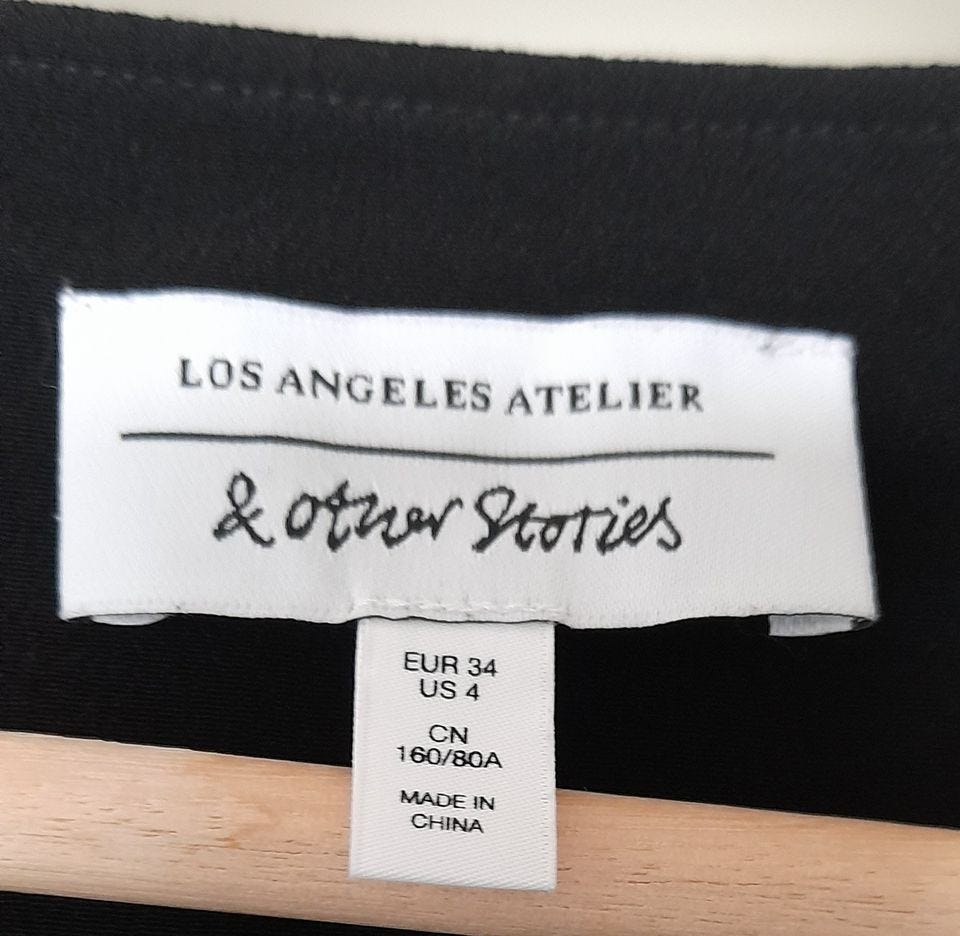 LOS ANGELES ATELIER
& Other Stories
EUR 34
US 4
CN
160/80A
MADE IN
CHINA